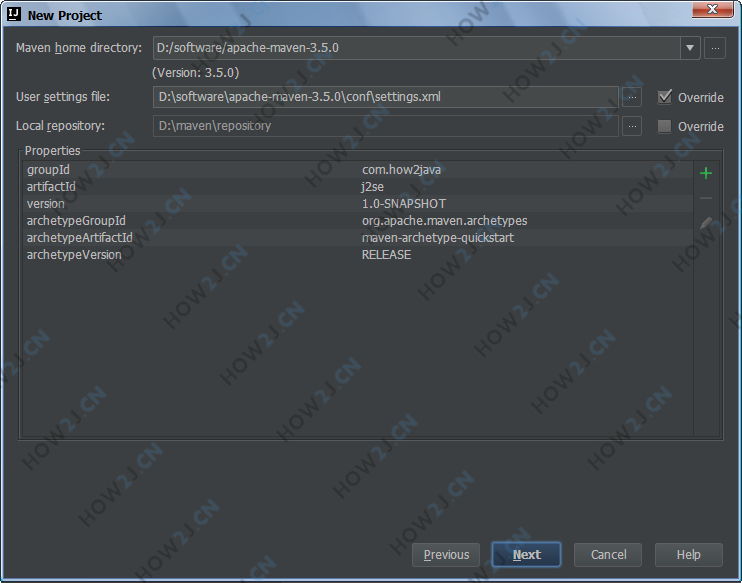 New Project
Maven home directory: D:/software/apache-maven-3.5.0
(Version: 3.5.0)
User settings file: D:\software\apache-maven-3.5.0\conf\settings.xml ... Override
Local repository: D:\maven\repository ... Override
Properties
groupId com.how2java
artifactId j2se
version 1.0-SNAPSHOT
archetypeGroupId org.apache.maven.archetypes
archetypeArtifactId maven-archetype-quickstart
archetypeVersion RELEASE
Previous Next Cancel Help
HOW2J.CN